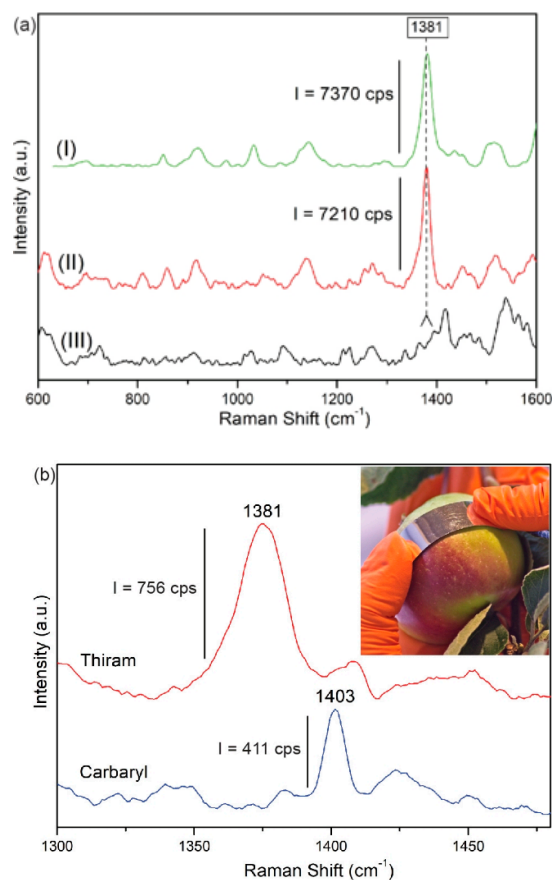 (a)
1381
I = 7370 cps
(I)
I = 7210 cps
(II)
(III)
Intensity (a.u.)
600 800 1000 1200 1400 1600
Raman Shift (cm⁻¹)
(b)
1381
I = 756 cps
Thiram
1403
I = 411 cps
Carbaryl
Intensity (a.u.)
1300 1350 1400 1450
Raman Shift (cm⁻¹)